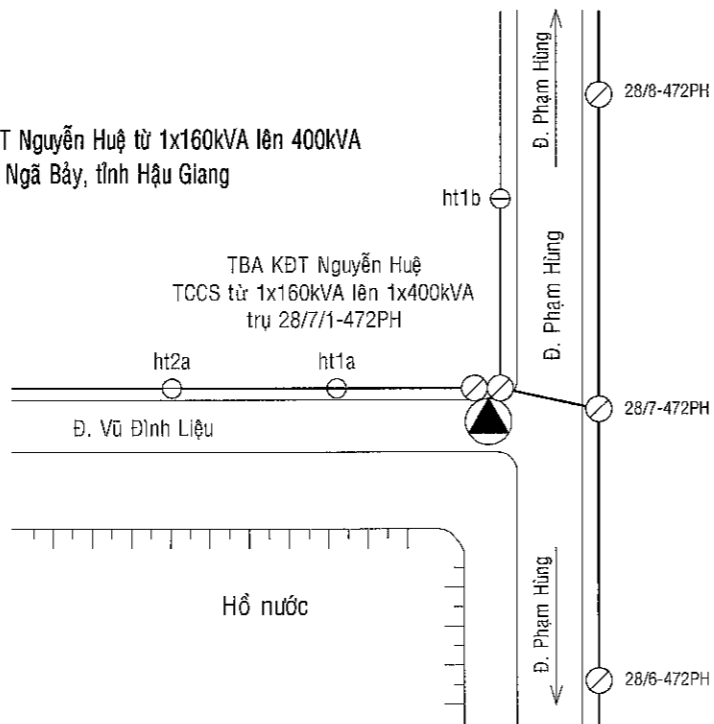 Đ. Phạm Hùng
28/8-472PH
T Nguyễn Huệ từ 1x160kVA lên 400kVA
Ngã Bảy, tỉnh Hậu Giang
ht1b
Đ. Phạm Hùng
TBA KĐT Nguyễn Huệ
TCCS từ 1x160kVA lên 1x400kVA
trụ 28/7/1-472PH
ht2a
ht1a
28/7-472PH
Đ. Vũ Đình Liệu
Hồ nước
Đ. Phạm Hùng
28/6-472PH